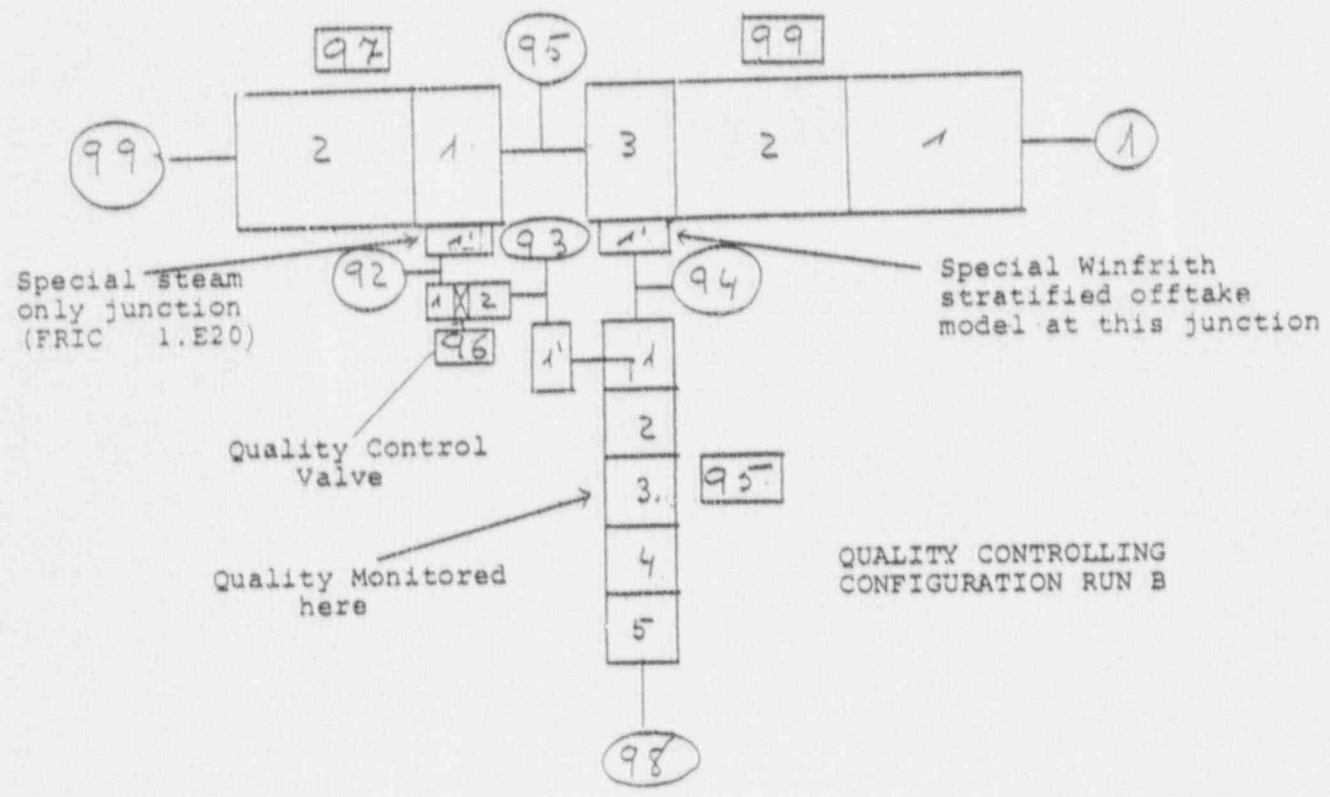 97
95
99
99
2
1
3
2
1
1
1'
93
1'
92
94
Special steam
only junction
(FRIC 1.E20)
Special Winfrith
stratified offtake
model at this junction
1
2
96
1'
1
2
Quality Control
Valve
3.
95
Quality Monitored
here
4
QUALITY CONTROLLING
CONFIGURATION RUN B
5
98